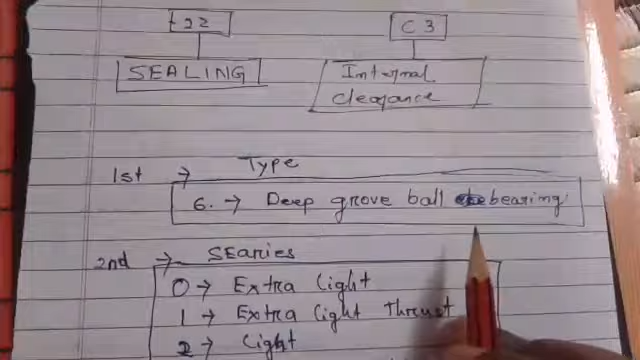 -22 C3
SEALING Internal
clearance
Type
1st →
6. → Deep grove ball bearing.
2nd → SEaries
0 → Extra light
1 → Extra light Thrust
2 → light